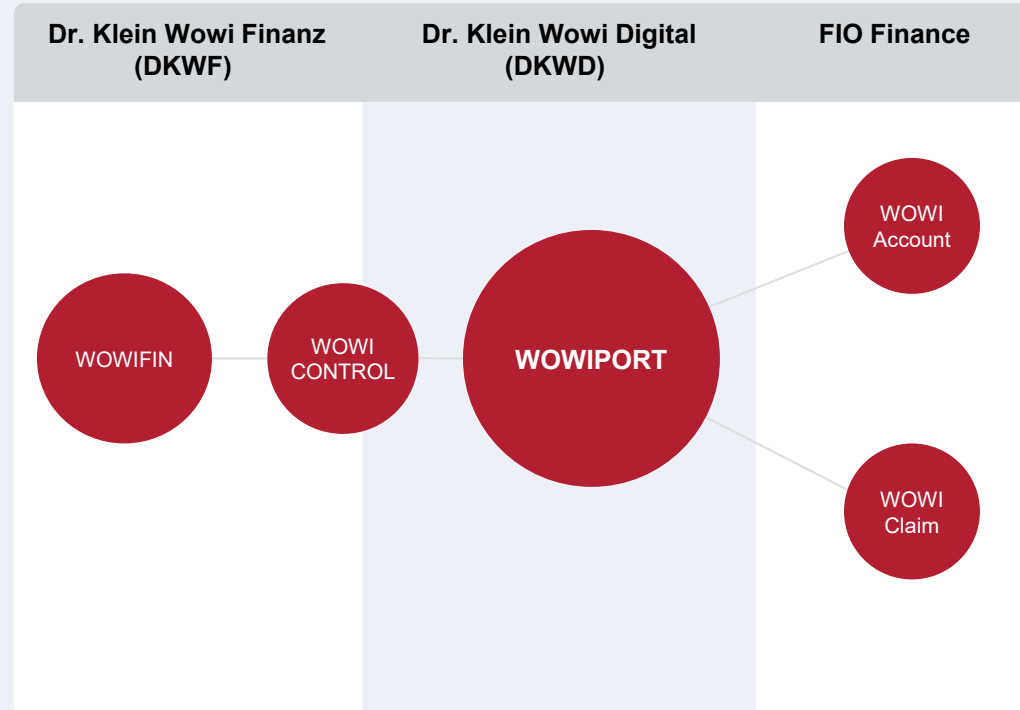 Dr. Klein Wowi Finanz
(DKWF)
Dr. Klein Wowi Digital
(DKWD)
FIO Finance
WOWIFIN
WOWI
CONTROL
WOWIPORT
WOWI
Account
WOWI
Claim